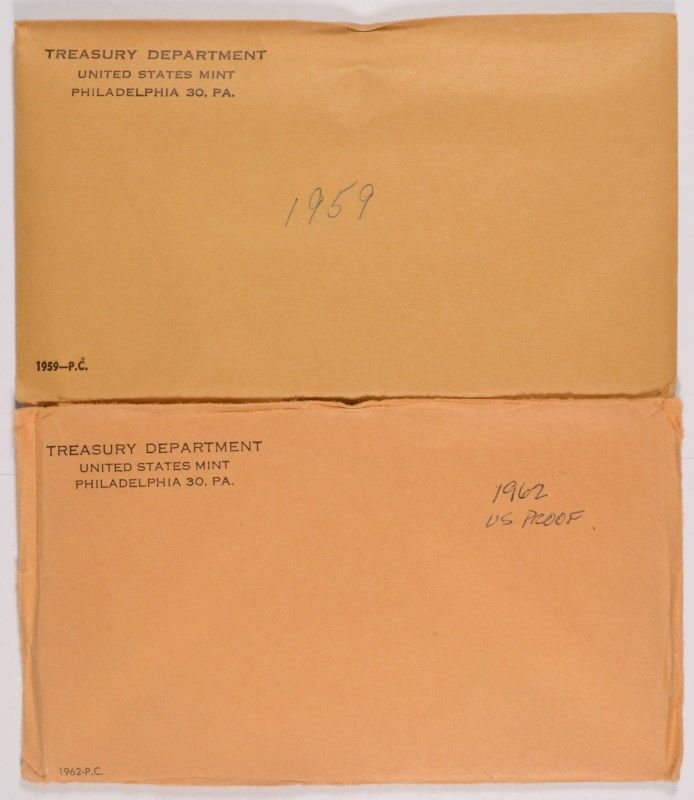 TREASURY DEPARTMENT
UNITED STATES MINT
PHILADELPHIA 30, PA.
1959
1959—P.C.
TREASURY DEPARTMENT
UNITED STATES MINT
PHILADELPHIA 30, PA.
1962
US PROOF
1962-P.C.